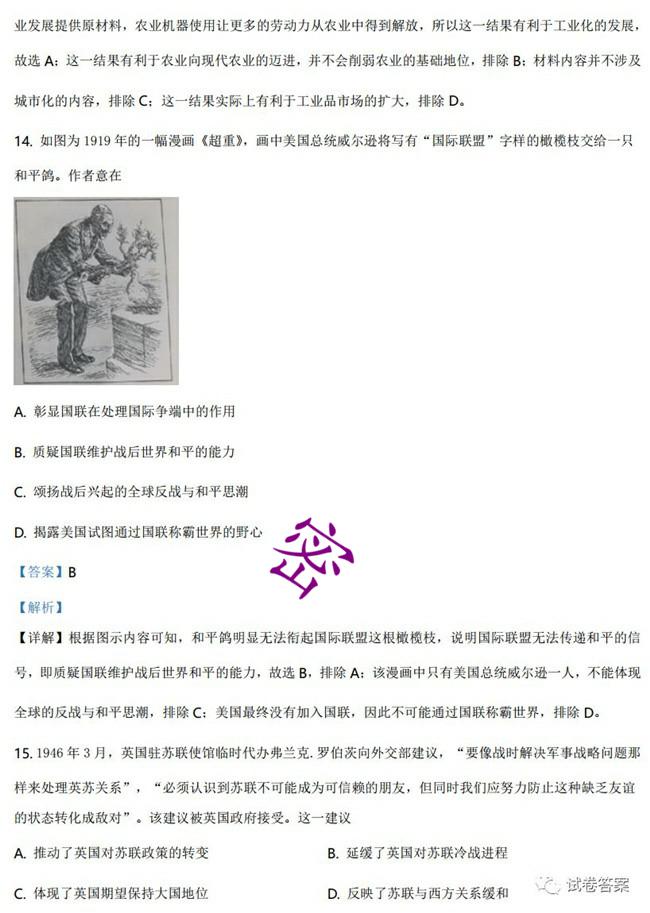 业发展提供原材料，农业机器使用让更多的劳动力从农业中得到解放，所以这一结果有利于工业化的发展，
故选 A；这一结果有利于农业向现代农业的迈进，并不会削弱农业的基础地位，排除 B；材料内容并不涉及
城市化的内容，排除 C；这一结果实际上有利于工业品市场的扩大，排除 D。
14. 如图为 1919 年的一幅漫画《超重》，画中美国总统威尔逊将写有“国际联盟”字样的橄榄枝交给一只
和平鸽。作者意在
A. 彰显国联在处理国际争端中的作用
B. 质疑国联维护战后世界和平的能力
C. 颂扬战后兴起的全球反战与和平思潮
D. 揭露美国试图通过国联称霸世界的野心
密
【答案】B
【解析】
【详解】根据图示内容可知，和平鸽明显无法衔起国际联盟这根橄榄枝，说明国际联盟无法传递和平的信
号，即质疑国联维护战后世界和平的能力，故选 B，排除 A；该漫画中只有美国总统威尔逊一人，不能体现
全球的反战与和平思潮，排除 C；美国最终没有加入国联，因此不可能通过国联称霸世界，排除 D。
15. 1946 年 3 月，英国驻苏联使馆临时代办弗兰克.罗伯茨向外交部建议，“要像战时解决军事战略问题那
样来处理英苏关系”，“必须认识到苏联不可能成为可信赖的朋友，但同时我们应努力防止这种缺乏友谊
的状态转化成敌对”。该建议被英国政府接受。这一建议
A. 推动了英国对苏联政策的转变 B. 延缓了英国对苏联冷战进程
C. 体现了英国期望保持大国地位 D. 反映了苏联与西方关系缓和
试卷答案